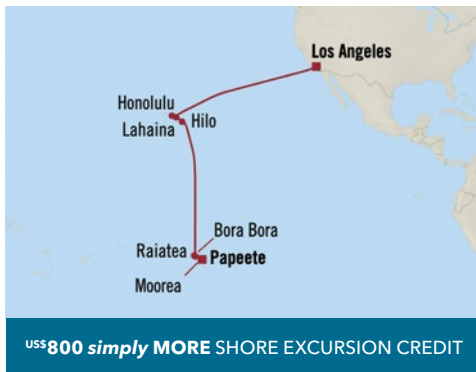 Los Angeles
Honolulu
Lahaina
Hilo
Bora Bora
Raiatea
Papeete
Moorea
US$800 simply MORE SHORE EXCURSION CREDIT